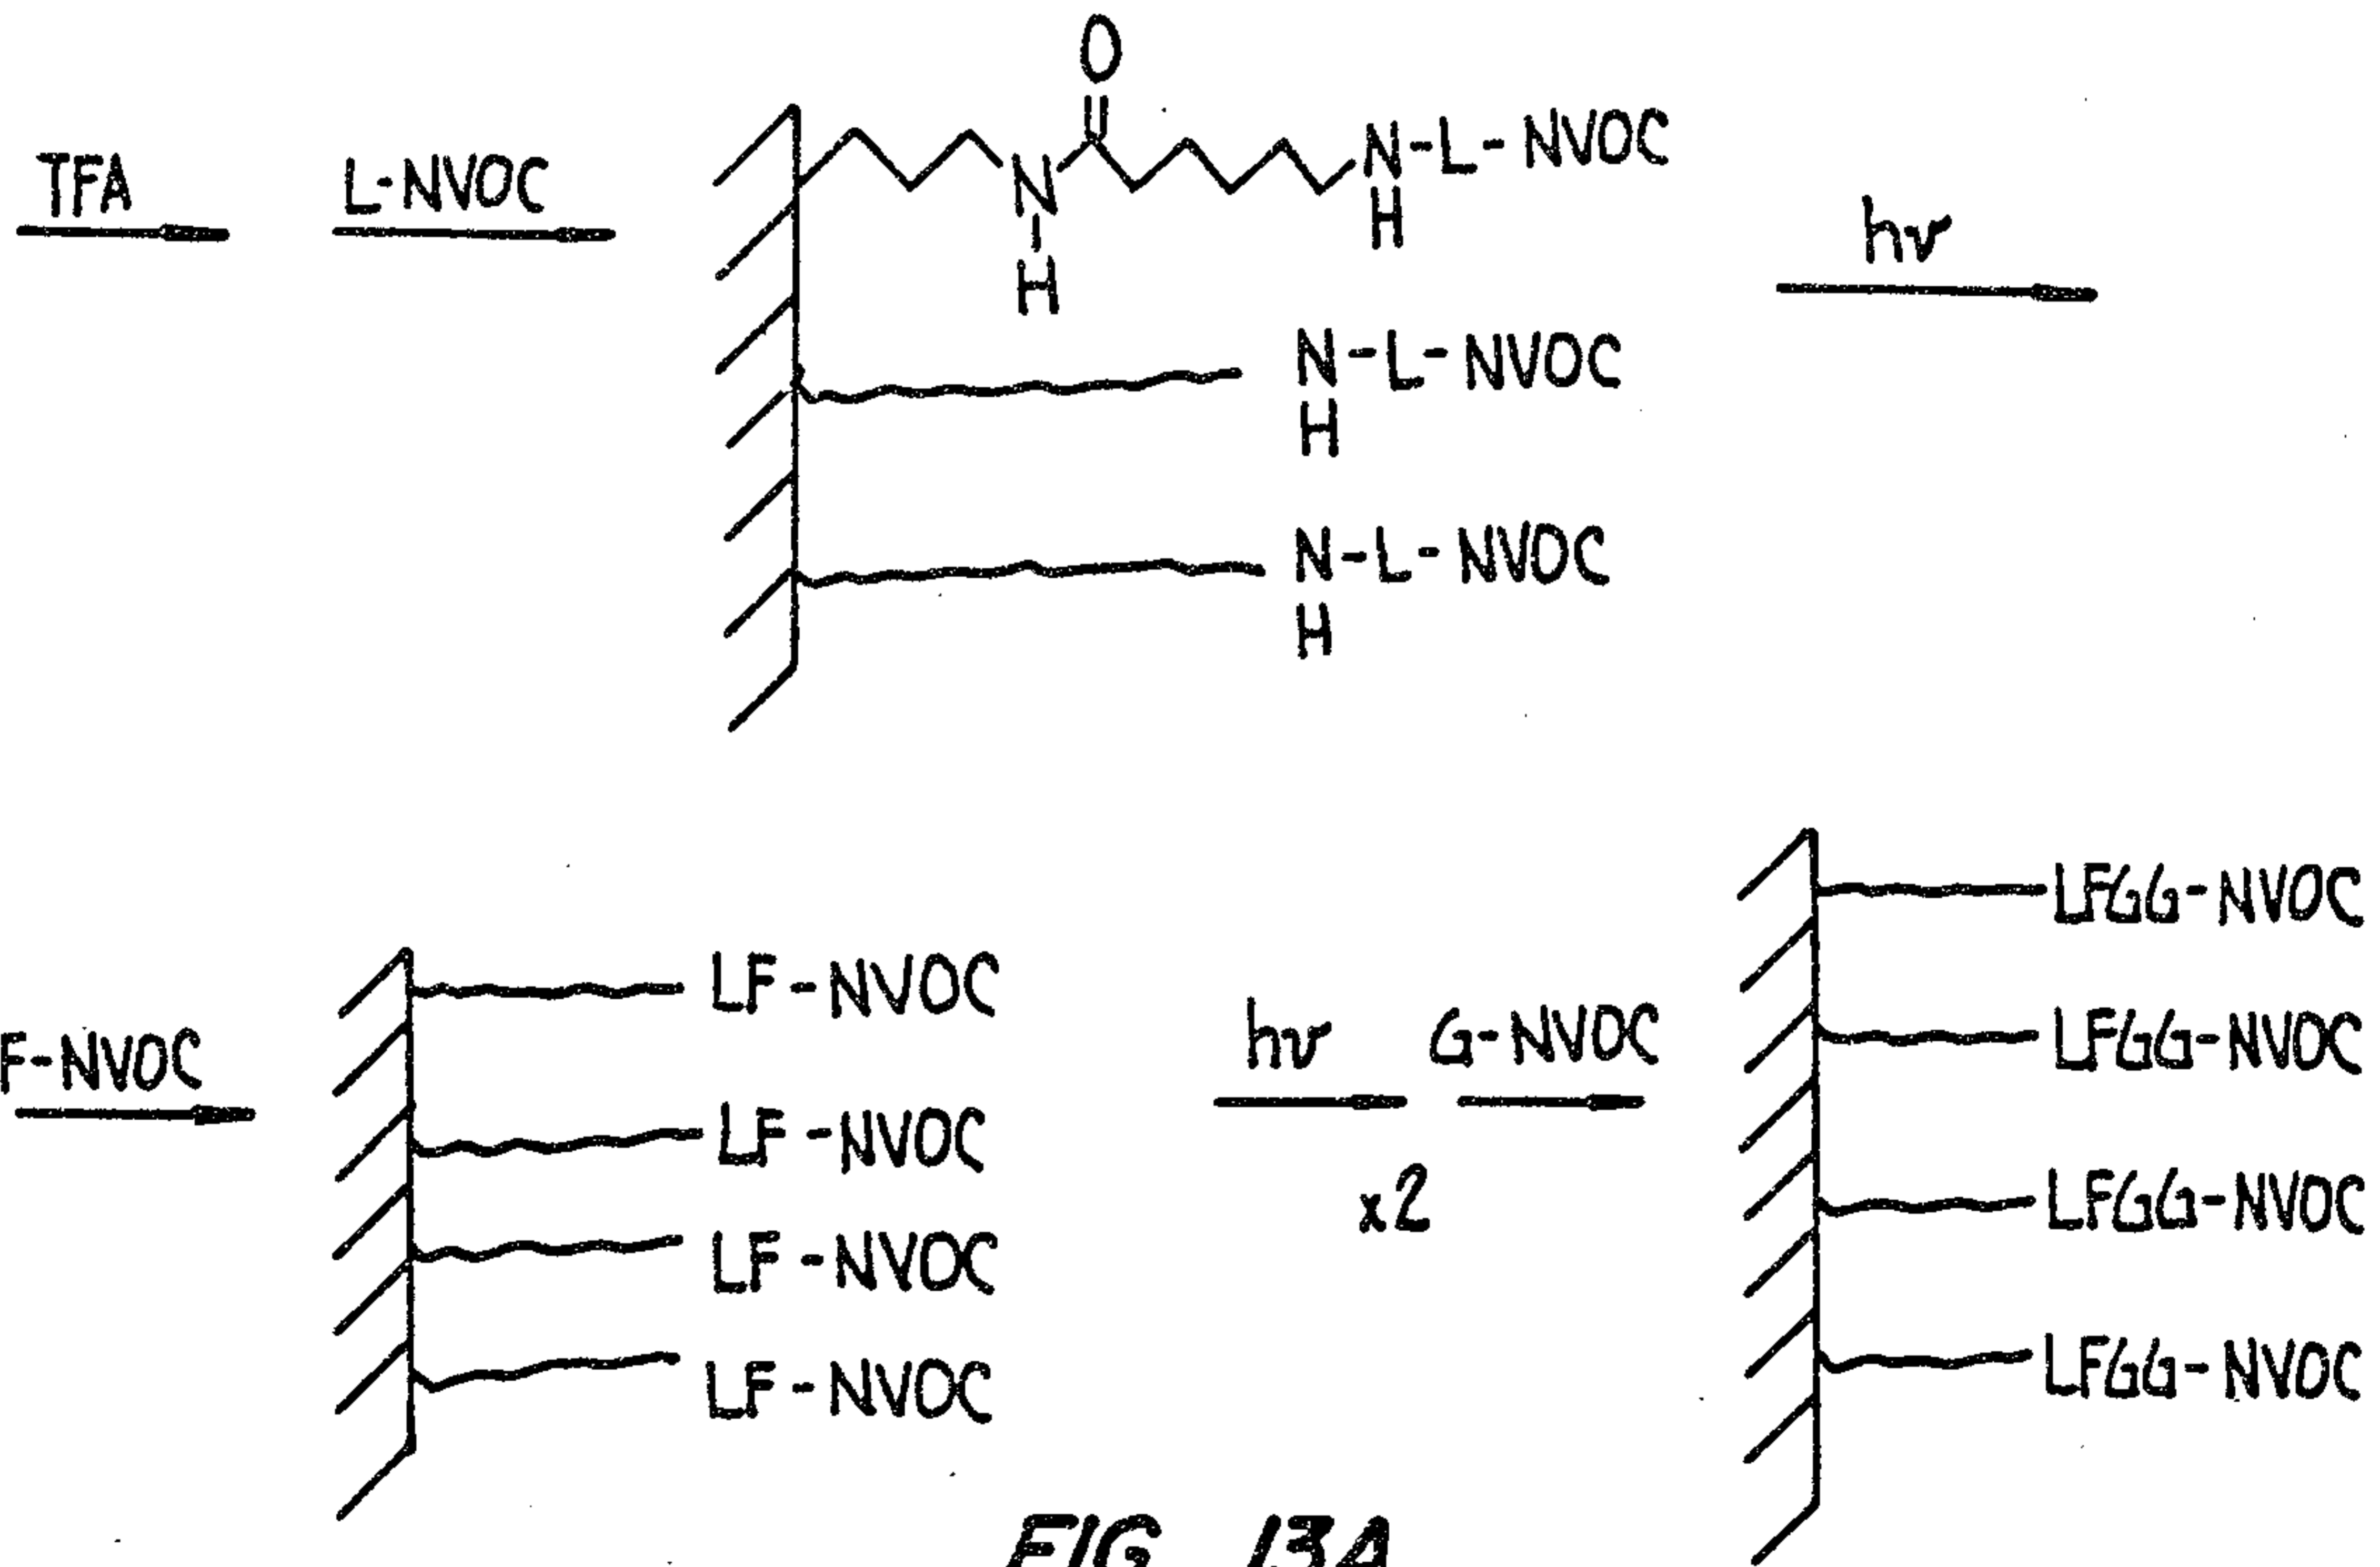 TFA
L-NVOC
O
N
H
N-L-NVOC
H
hν
N-L-NVOC
H
N-L-NVOC
H
F-NVOC
LF-NVOC
LF-NVOC
LF-NVOC
LF-NVOC
hν
G-NVOC
x2
LFGG-NVOC
LFGG-NVOC
LFGG-NVOC
LFGG-NVOC
FIG. 13A